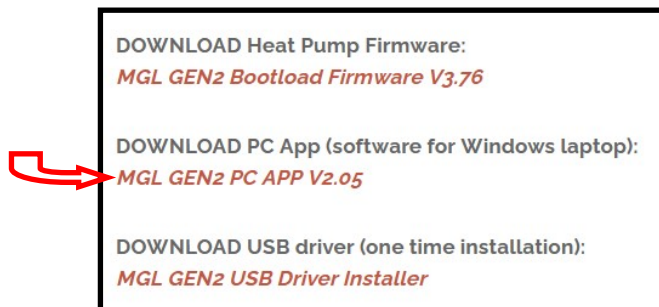 DOWNLOAD Heat Pump Firmware:
MGL GEN2 Bootload Firmware V3.76
DOWNLOAD PC App (software for Windows laptop):
MGL GEN2 PC APP V2.05
DOWNLOAD USB driver (one time installation):
MGL GEN2 USB Driver Installer